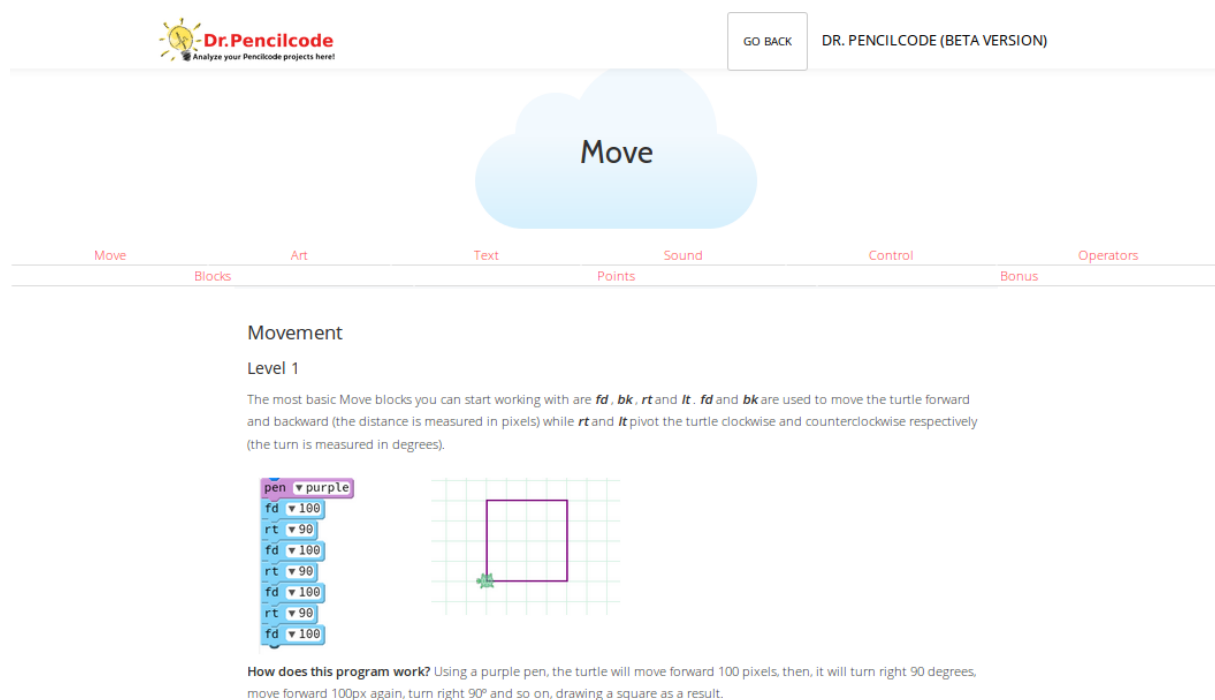 Dr.Pencilcode
Analyze your Pencilcode projects here!
GO BACK
DR. PENCILCODE (BETA VERSION)
Move
Move Art Text Sound Control Operators
Blocks Points Bonus
Movement
Level 1
The most basic Move blocks you can start working with are fd , bk , rt and lt . fd and bk are used to move the turtle forward
and backward (the distance is measured in pixels) while rt and lt pivot the turtle clockwise and counterclockwise respectively
(the turn is measured in degrees).
pen ▾ purple
fd ▾ 100
rt ▾ 90
fd ▾ 100
rt ▾ 90
fd ▾ 100
rt ▾ 90
fd ▾ 100
How does this program work? Using a purple pen, the turtle will move forward 100 pixels, then, it will turn right 90 degrees,
move forward 100px again, turn right 90º and so on, drawing a square as a result.